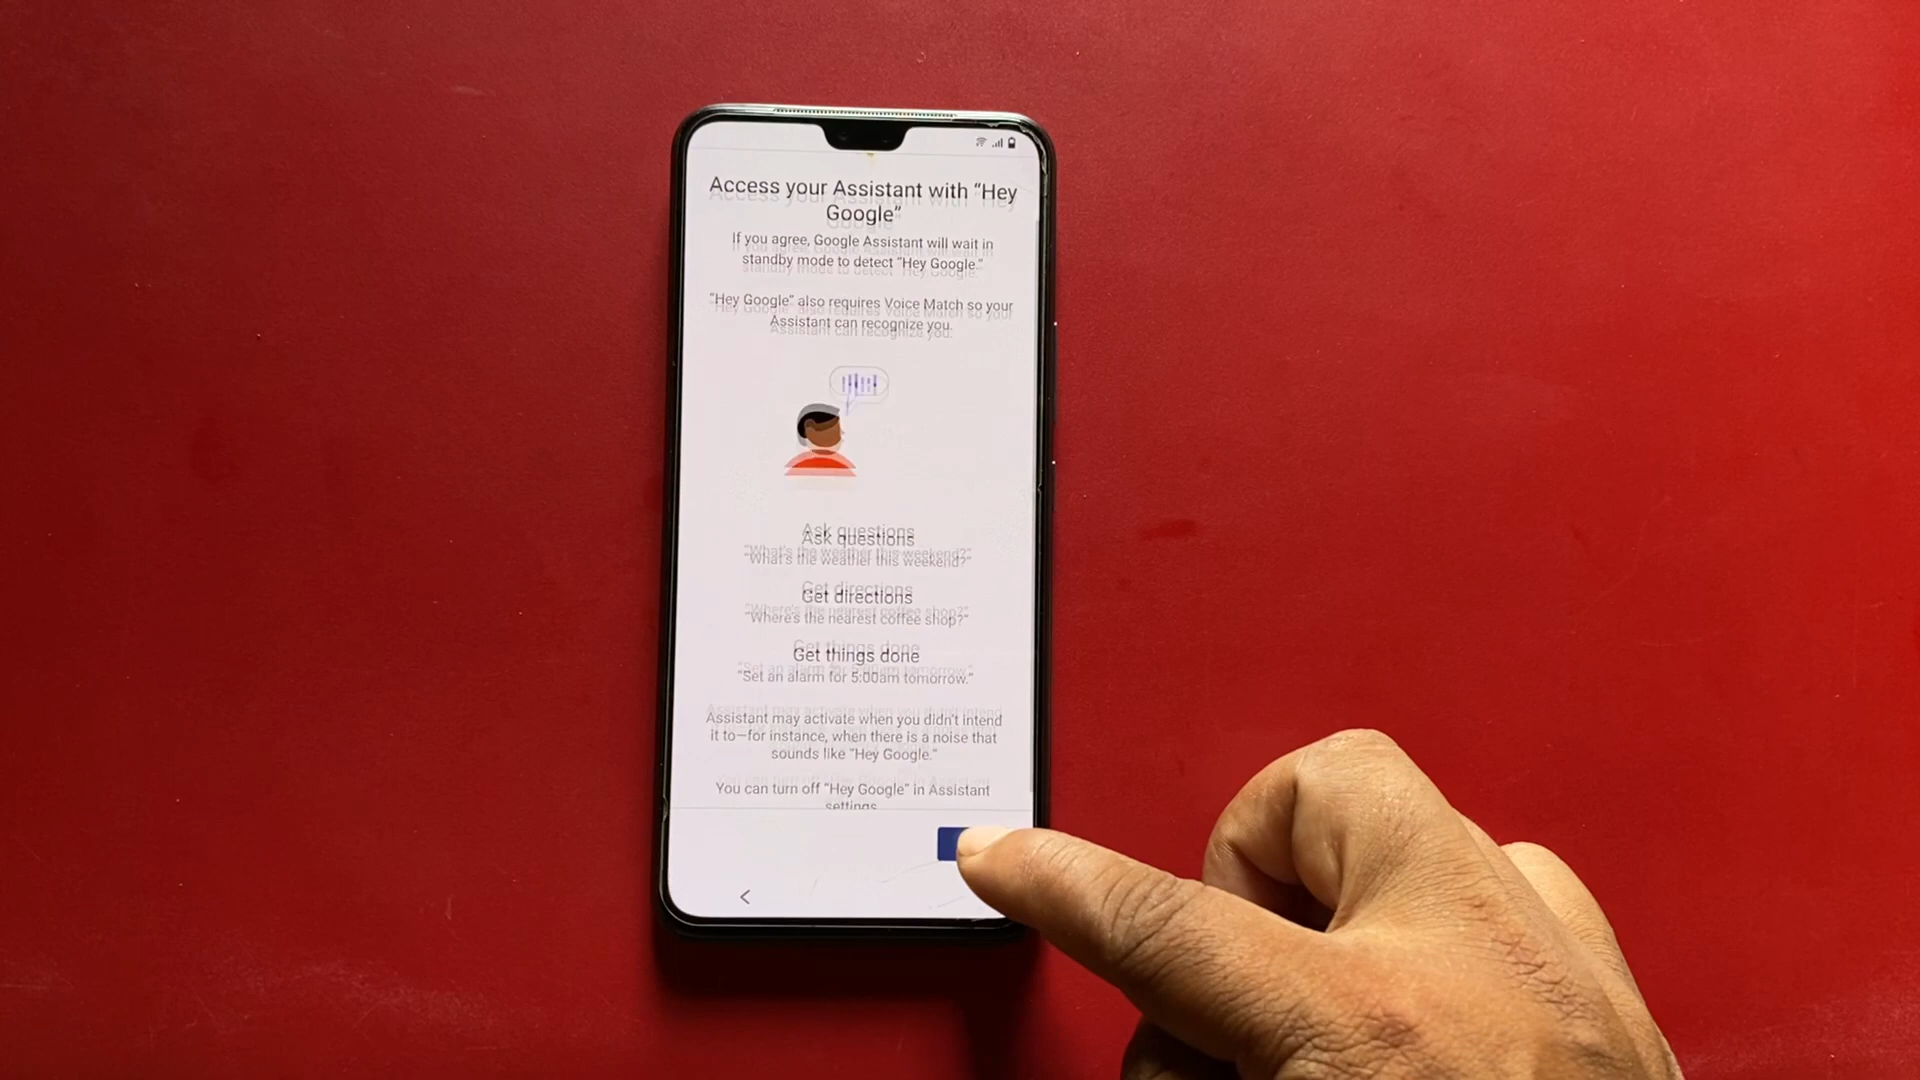 Access your Assistant with “Hey
Google”
If you agree, Google Assistant will wait in
standby mode to detect “Hey Google.”
“Hey Google” also requires Voice Match so your
Assistant can recognize you.
Ask questions
“What's the weather this weekend?”
Get directions
“Where's the nearest coffee shop?”
Get things done
“Set an alarm for 5:00am tomorrow.”
Assistant may activate when you didn't intend
it to—for instance, when there is a noise that
sounds like “Hey Google.”
You can turn off “Hey Google” in Assistant
settings